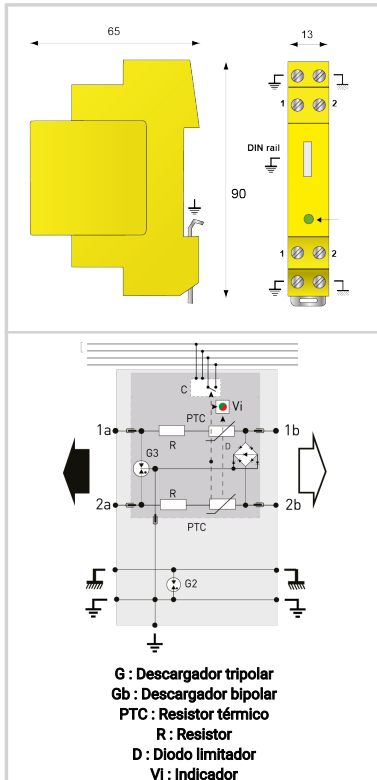 65
13
1
2
DIN rail
90
1
2
C
Vi
PTC
1a
1b
R
D
G3
R
2a
2b
PTC
G2
G : Descargador tripolar
Gb : Descargador bipolar
PTC : Resistor térmico
R : Resistor
D : Diodo limitador
Vi : Indicador